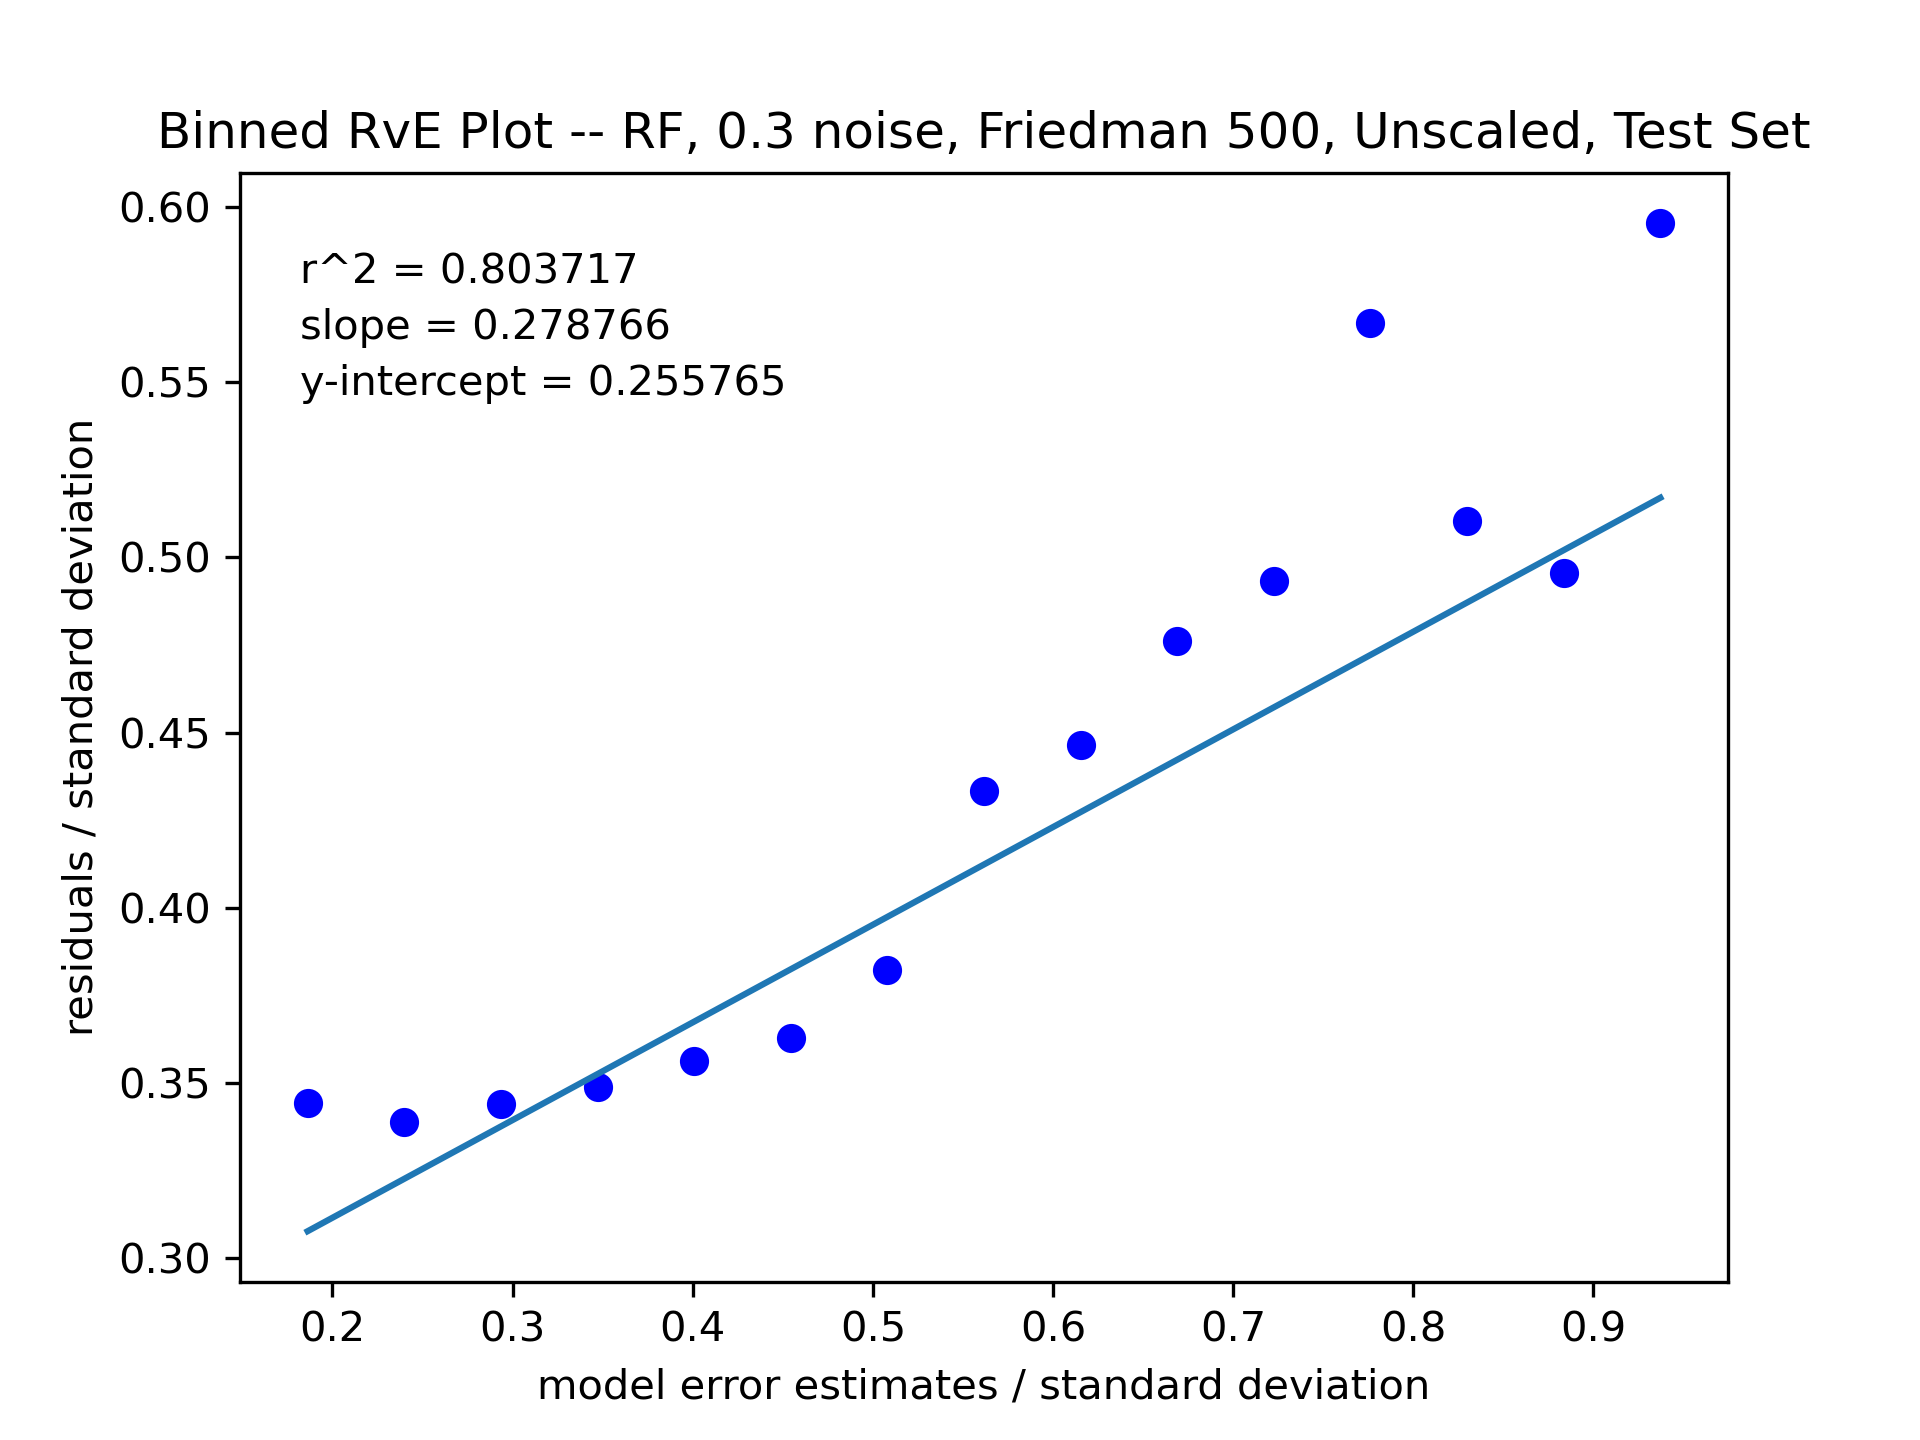 Binned RvE Plot -- RF, 0.3 noise, Friedman 500, Unscaled, Test Set
r^2 = 0.803717
slope = 0.278766
y-intercept = 0.255765
residuals / standard deviation
0.60
0.55
0.50
0.45
0.40
0.35
0.30
0.2 0.3 0.4 0.5 0.6 0.7 0.8 0.9
model error estimates / standard deviation